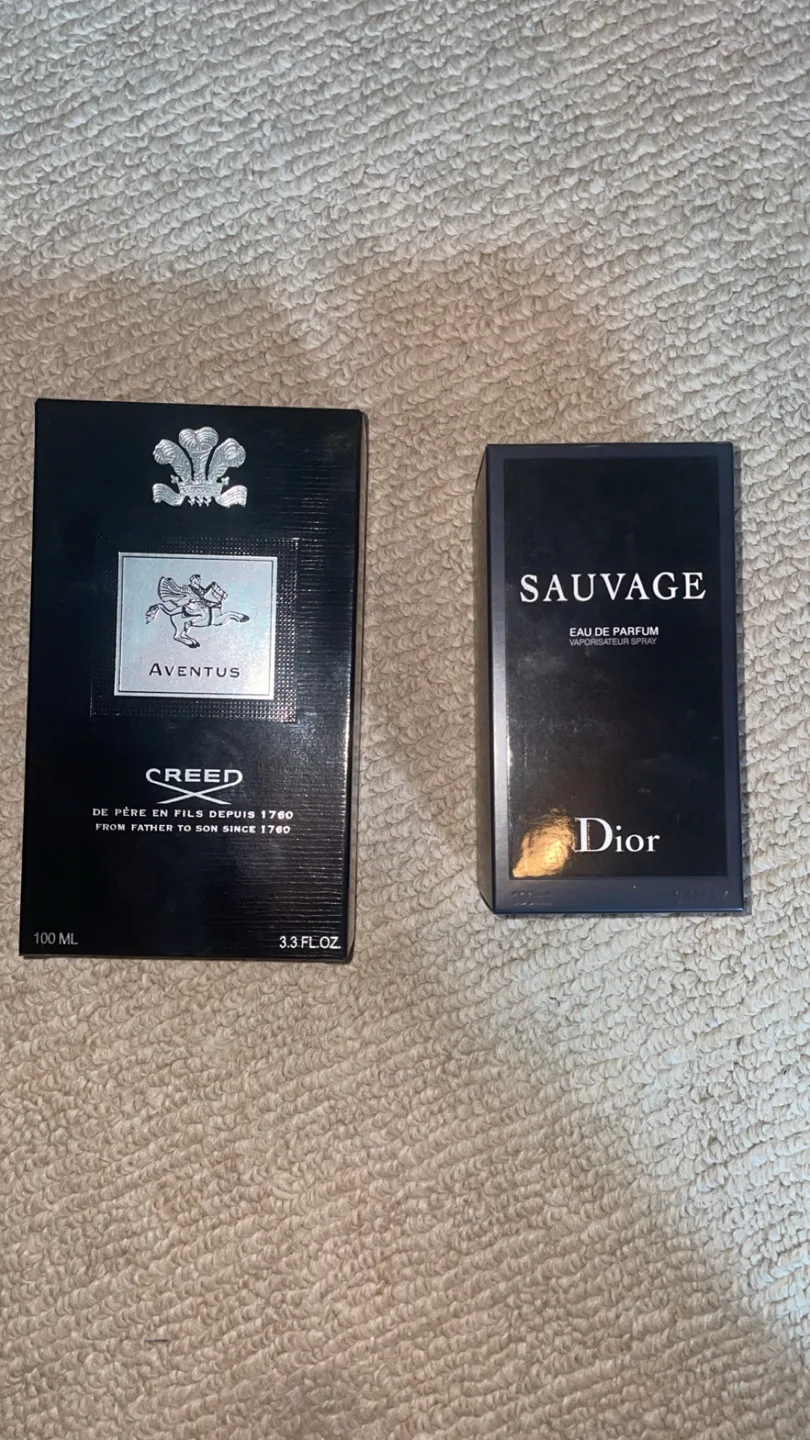 AVENTUS
CREED
DE PÈRE EN FILS DEPUIS 1760
FROM FATHER TO SON SINCE 1760
100 ML
3.3 FL.OZ.
SAUVAGE
EAU DE PARFUM
VAPORISATEUR SPRAY
Dior